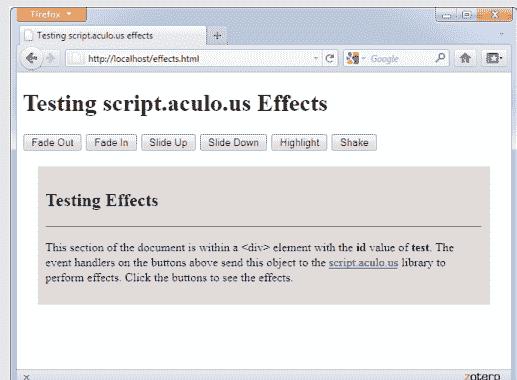 Firefox
Testing script.aculo.us effects
http://localhost/effects.html
Google
Testing script.aculo.us Effects
Fade Out Fade In Slide Up Slide Down Highlight Shake
Testing Effects
This section of the document is within a <div> element with the id value of test. The
event handlers on the buttons above send this object to the script.aculo.us library to
perform effects. Click the buttons to see the effects.
zotero